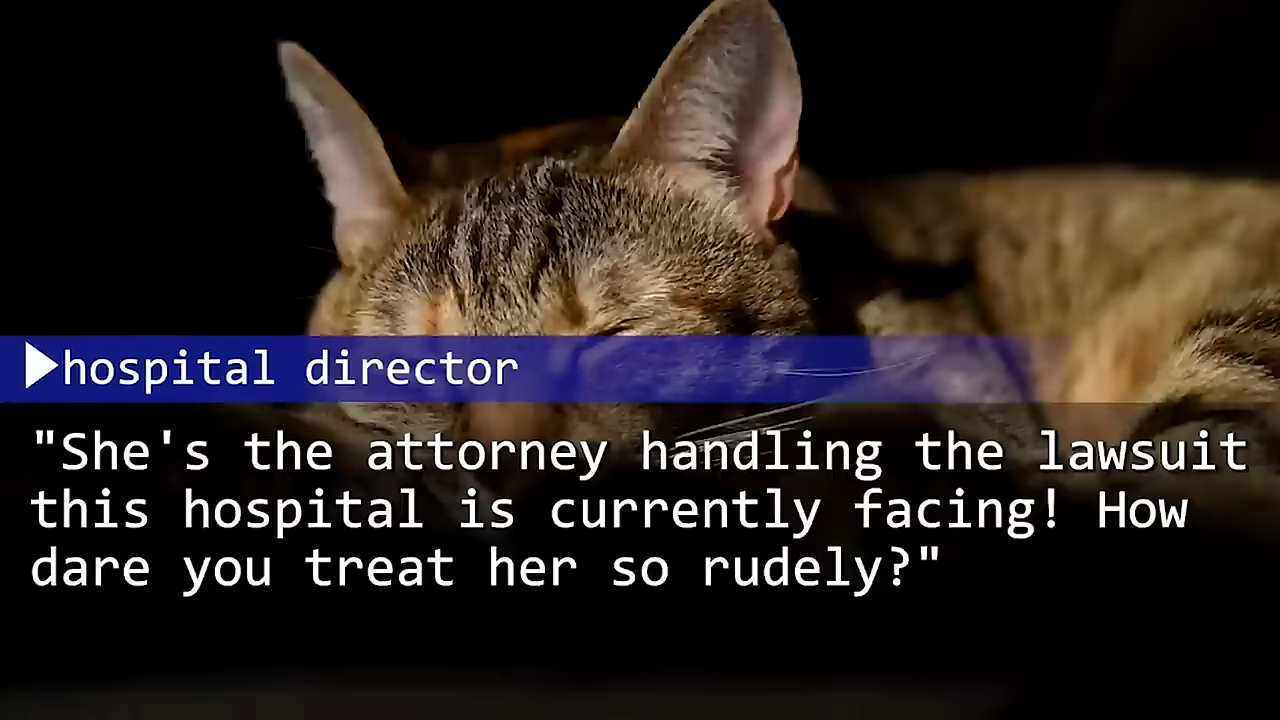 ▶hospital director
"She's the attorney handling the lawsuit
this hospital is currently facing! How
dare you treat her so rudely?"